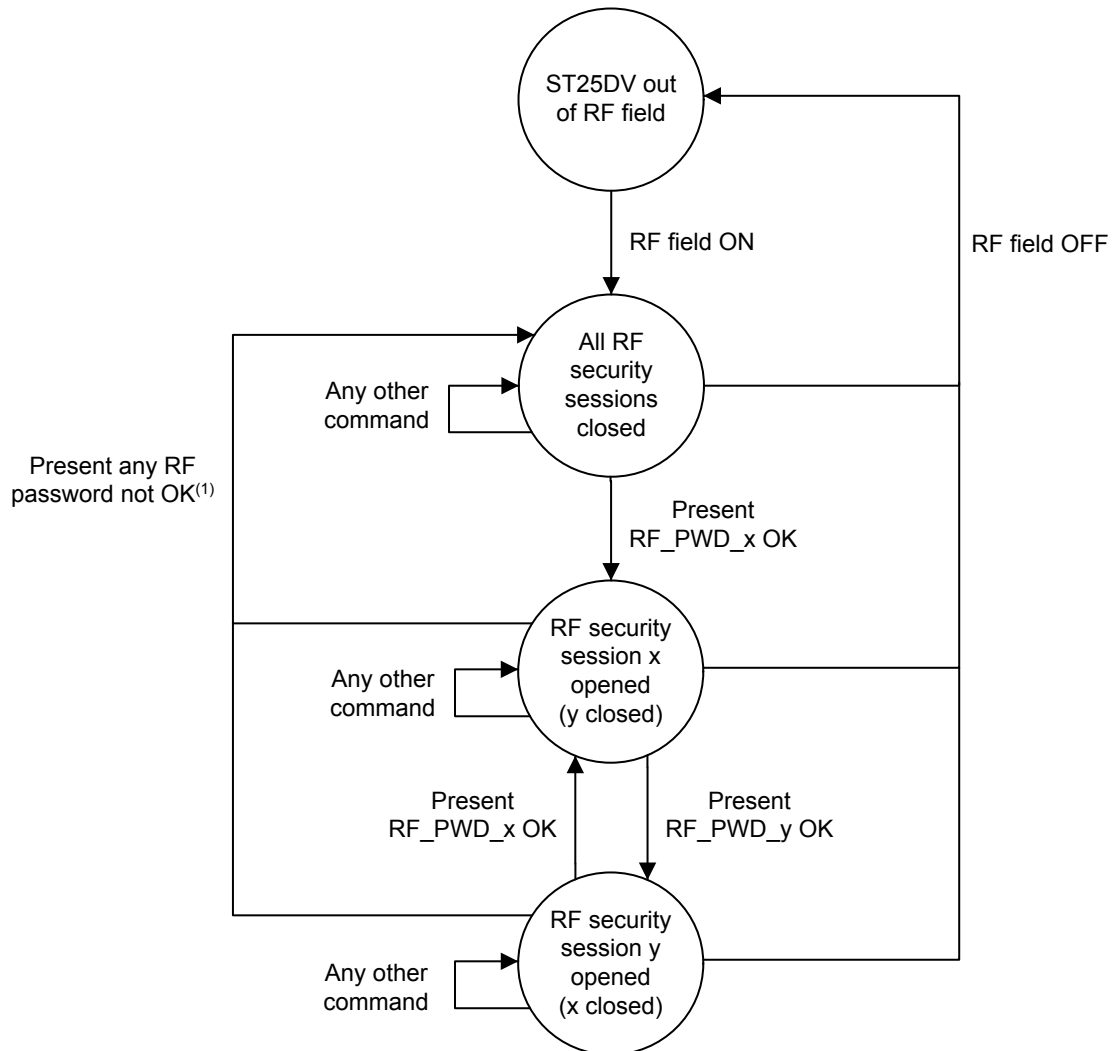 ST25DV out
of RF field
RF field ON
RF field OFF
All RF
security
sessions
closed
Any other
command
Present any RF
password not OK(1)
Present
RF_PWD_x OK
RF security
session x
opened
(y closed)
Any other
command
Present
RF_PWD_x OK
Present
RF_PWD_y OK
RF security
session y
opened
(x closed)
Any other
command